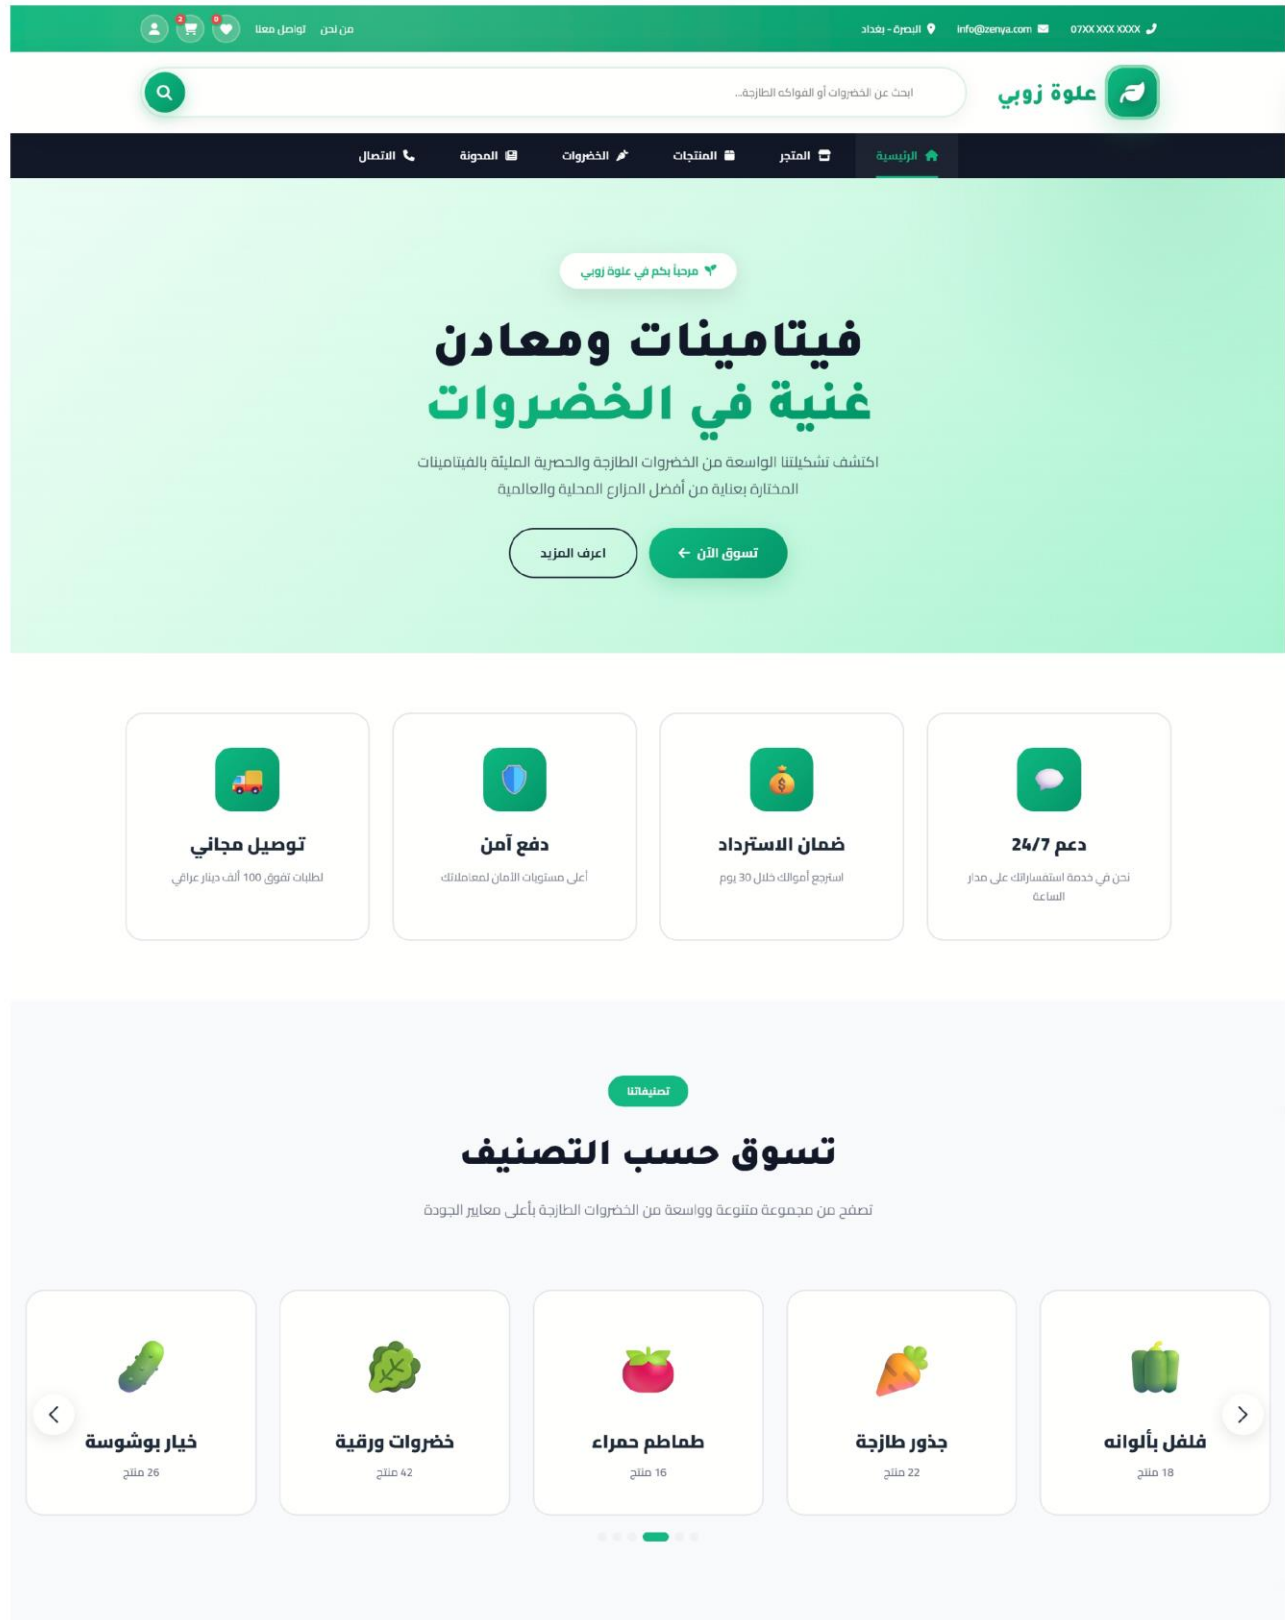 07XX XXX XXXX
info@zenya.com
البصرة - بغداد
من نحن
تواصل معنا
0
2
علوة زوبي
ابحث عن الخضروات أو الفواكه الطازجة...
الرئيسية
المتجر
المنتجات
الخضروات
المدونة
الاتصال
مرحباً بكم في علوة زوبي
فيتامينات ومعادن
غنية في الخضروات
اكتشف تشكيلتنا الواسعة من الخضروات الطازجة والحصرية المليئة بالفيتامينات
المختارة بعناية من أفضل المزارع المحلية والعالمية
تسوق الآن
اعرف المزيد
دعم 24/7
نحن في خدمة استفساراتك على مدار
الساعة
ضمان الاسترداد
استرجع أموالك خلال 30 يوم
دفع آمن
أعلى مستويات الأمان لمعاملاتك
توصيل مجاني
لطلبات تفوق 100 ألف دينار عراقي
تصنيفاتنا
تسوق حسب التصنيف
تصفح من مجموعة متنوعة وواسعة من الخضروات الطازجة بأعلى معايير الجودة
فلفل بألوانه
18 منتج
جذور طازجة
22 منتج
طماطم حمراء
16 منتج
خضروات ورقية
42 منتج
خيار بوشوسة
26 منتج